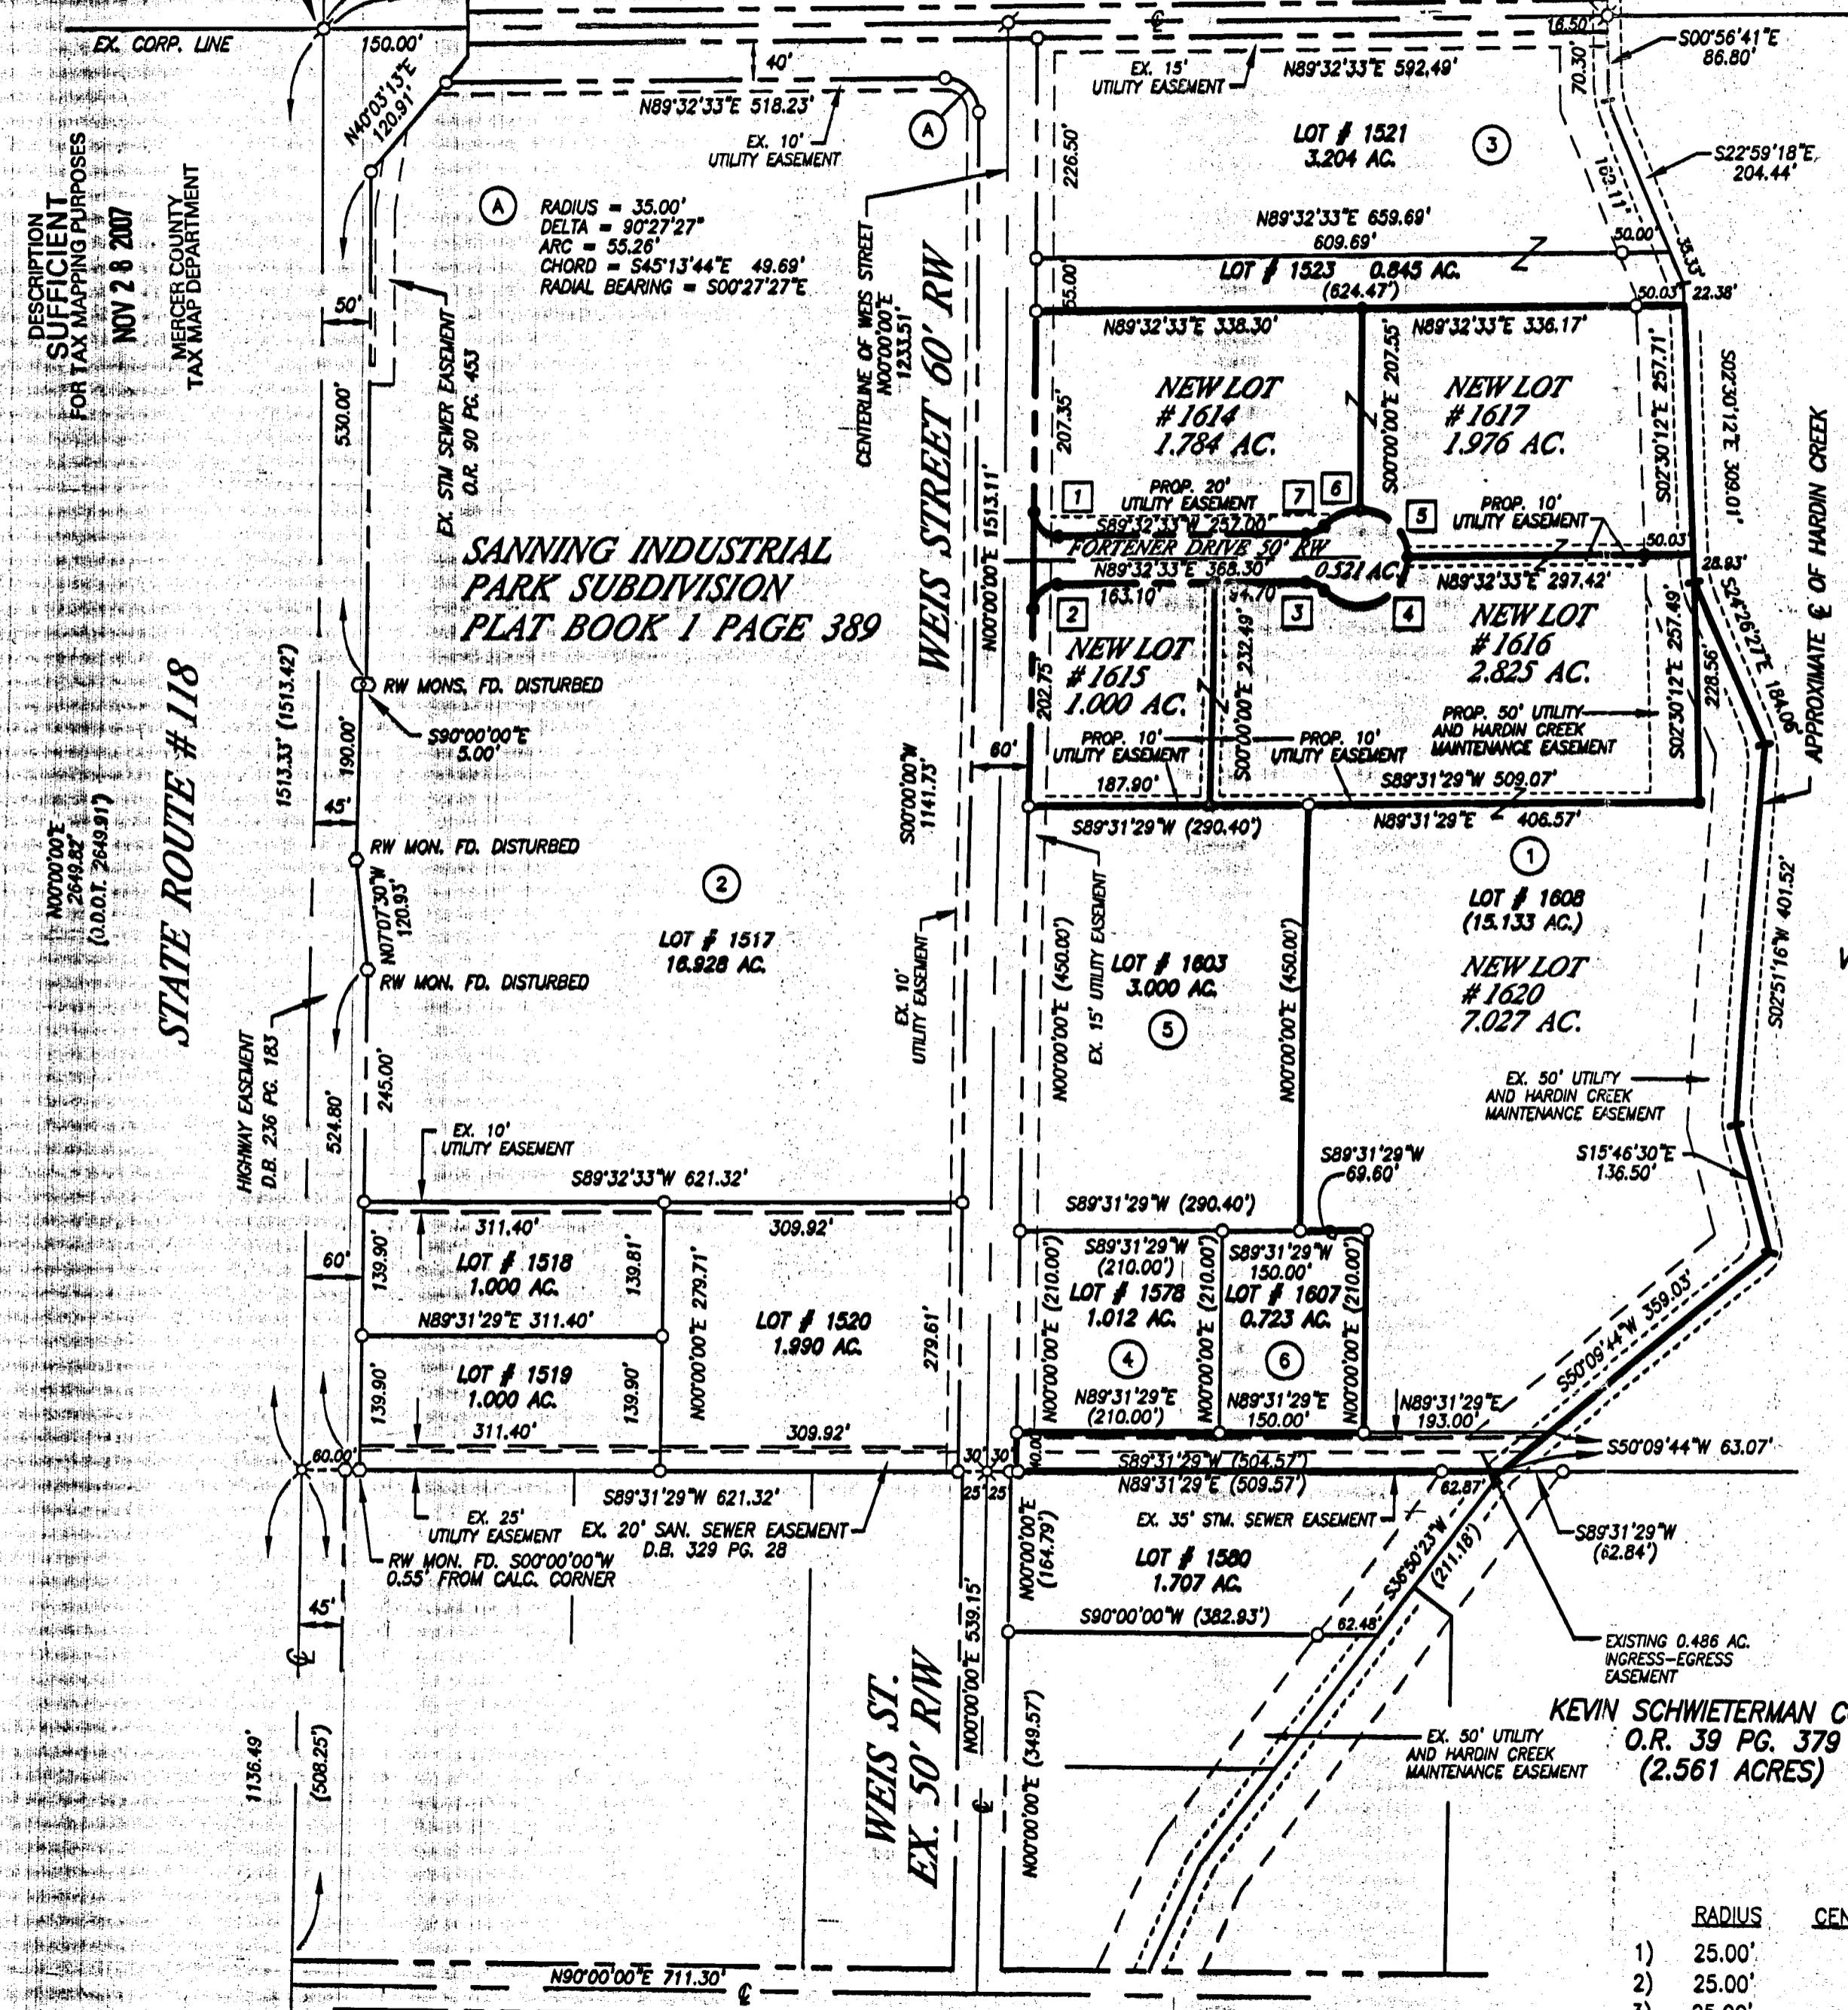 EX. CORP. LINE
150.00'
N40°03'13"E
120.91'
40'
N89°32'33"E 518.23'
EX. 10'
UTILITY EASEMENT
A
A
RADIUS = 35.00'
DELTA = 90°27'27"
ARC = 55.26'
CHORD = S45°13'44"E 49.69'
RADIAL BEARING = S00°27'27"E
DESCRIPTION
SUFFICIENT
FOR TAX MAPPING PURPOSES
NOV 28 2007
MERCER COUNTY
TAX MAP DEPARTMENT
50'
530.00'
EX. STM SEWER EASEMENT
O.R. 90 PG. 453
CENTERLINE OF WEIS STREET
N00°00'00"E
1233.51'
WEIS STREET 60' RW
N00°00'00"E 1513.11'
EX. 15'
UTILITY EASEMENT
N89°32'33"E 592.49'
16.50'
70.30'
S00°56'41"E
86.80'
226.50'
LOT # 1521
3.204 AC.
3
S22°59'18"E
204.44'
169.11'
N89°32'33"E 659.69'
609.69'
50.00'
35.33'
55.00'
LOT # 1523 0.845 AC.
(624.47')
50.03'
22.38'
N89°32'33"E 338.30'
N89°32'33"E 336.17'
207.35'
NEW LOT
# 1614
1.784 AC.
S00°00'00"E 207.55'
NEW LOT
# 1617
1.976 AC.
S02°30'12"E 257.71'
S02°30'12"E 309.01'
APPROXIMATE ℄ OF HARDIN CREEK
1
PROP. 20'
UTILITY EASEMENT
7
6
5
PROP. 10'
UTILITY EASEMENT
S89°32'33"W 257.00'
FORTENER DRIVE 50' RW
N89°32'33"E 368.30'
0.521 AC.
50.03'
N89°32'33"E 297.42'
28.93'
163.10'
94.70'
2
3
4
NEW LOT
# 1615
1.000 AC.
202.75'
S00°00'00"E 232.49'
NEW LOT
# 1616
2.825 AC.
S02°30'12"E 257.49'
228.56'
S24°26'27"E 184.06'
PROP. 10'
UTILITY EASEMENT
PROP. 10'
UTILITY EASEMENT
PROP. 50' UTILITY
AND HARDIN CREEK
MAINTENANCE EASEMENT
187.90'
S89°31'29"W 509.07'
S89°31'29"W (290.40')
N89°31'29"E 406.57'
SANNING INDUSTRIAL
PARK SUBDIVISION
PLAT BOOK 1 PAGE 389
RW MONS. FD. DISTURBED
S90°00'00"E
5.00'
1513.33' (1513.42')
190.00'
45'
RW MON. FD. DISTURBED
N07°07'30"W
120.93'
RW MON. FD. DISTURBED
N00°00'00"E
2649.82'
(O.D.O.T. 2649.91')
STATE ROUTE # 118
HIGHWAY EASEMENT
D.B. 236 PG. 183
524.80'
245.00'
2
LOT # 1517
16.928 AC.
S00°00'00"W
1141.73'
60'
EX. 10'
UTILITY EASEMENT
N00°00'00"E (450.00')
EX. 15' UTILITY EASEMENT
LOT # 1603
3.000 AC.
5
N00°00'00"E (450.00')
1
LOT # 1608
(15.133 AC.)
NEW LOT
# 1620
7.027 AC.
S02°51'16"W 401.52'
EX. 50' UTILITY
AND HARDIN CREEK
MAINTENANCE EASEMENT
S15°46'30"E
136.50'
EX. 10'
UTILITY EASEMENT
S89°32'33"W 621.32'
311.40'
309.92'
60'
139.90'
LOT # 1518
1.000 AC.
139.81'
N00°00'00"E 279.71'
N89°31'29"E 311.40'
LOT # 1520
1.990 AC.
279.61'
139.90'
LOT # 1519
1.000 AC.
139.90'
311.40'
309.92'
S89°31'29"W
69.60'
S89°31'29"W (290.40')
S89°31'29"W
(210.00')
S89°31'29"W
150.00'
N00°00'00"E (210.00')
LOT # 1578
1.012 AC.
4
N00°00'00"E (210.00')
LOT # 1607
0.723 AC.
6
N00°00'00"E (210.00')
N89°31'29"E
(210.00')
N89°31'29"E
150.00'
N89°31'29"E
193.00'
S50°09'44"W 359.03'
S50°09'44"W 63.07'
60.00'
30'
30'
25'
25'
40.00'
S89°31'29"W (504.57')
N89°31'29"E (509.57')
62.87'
S89°31'29"W
(62.84')
S89°31'29"W 621.32'
EX. 25'
UTILITY EASEMENT
EX. 20' SAN. SEWER EASEMENT
D.B. 329 PG. 28
RW MON. FD. S00°00'00"W
0.55' FROM CALC. CORNER
45'
℄
EX. 35' STM. SEWER EASEMENT
N00°00'00"E
(164.79')
LOT # 1580
1.707 AC.
S36°50'23"W
(211.18')
S90°00'00"W (382.93')
62.48'
EXISTING 0.486 AC.
INGRESS-EGRESS
EASEMENT
KEVIN SCHWIETERMAN C
O.R. 39 PG. 379
(2.561 ACRES)
EX. 50' UTILITY
AND HARDIN CREEK
MAINTENANCE EASEMENT
WEIS ST.
EX. 50' R/W
N00°00'00"E 539.15'
N00°00'00"E (349.57')
℄
1136.49'
(508.25')
N90°00'00"E 711.30'
℄
RADIUS CEN
1) 25.00'
2) 25.00'
3) 25.00'